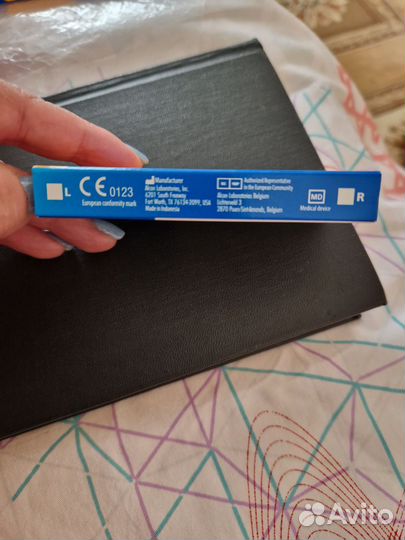 L
CE 0123
European conformity mark
Manufacturer
Alcon Laboratories, Inc.
6201 South Freeway
Fort Worth, TX 76134-2099, USA
Made in Indonesia
EC REP
Authorized Representative
in the European Community
Alcon Laboratories Belgium
Lichterveld 3
2870 Puurs-Sint-Amands, Belgium
MD
Medical device
R
Avito